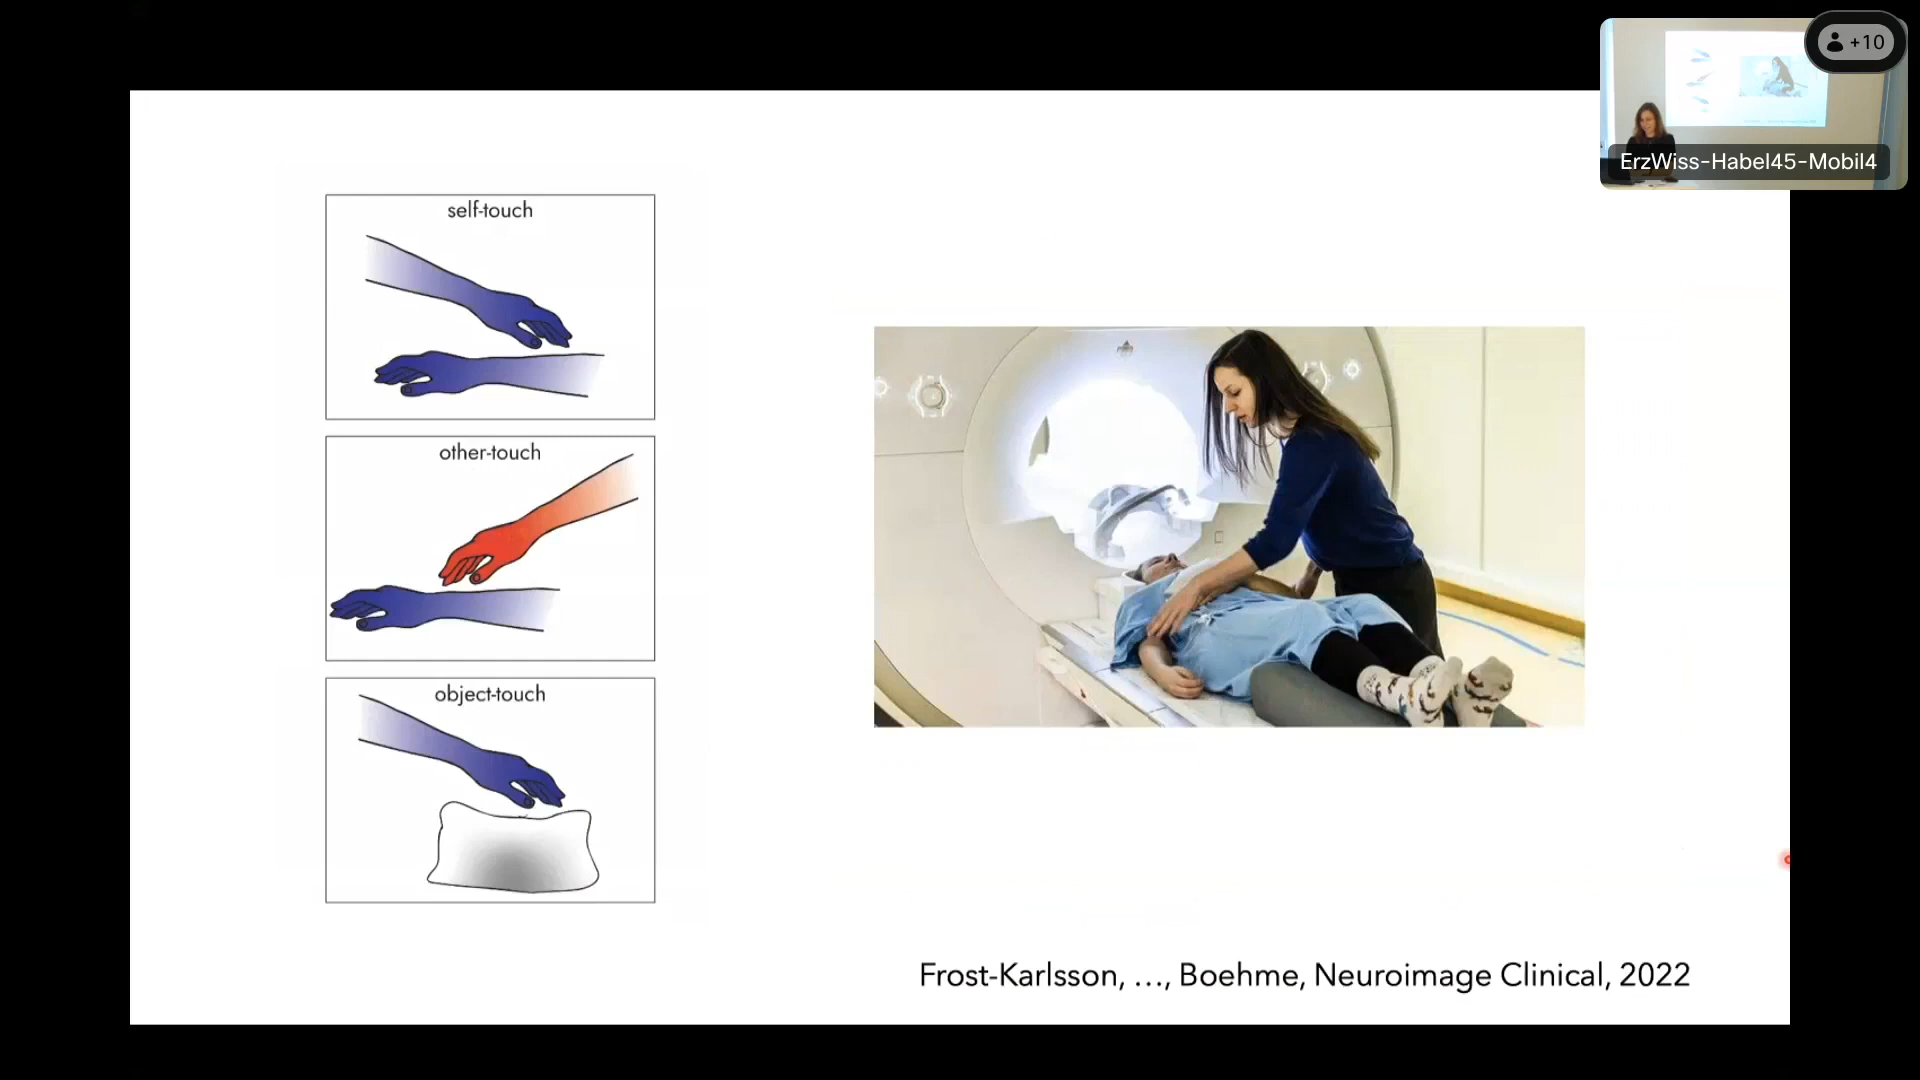 +10
ErzWiss-Habel45-Mobil4
self-touch
other-touch
object-touch
Frost-Karlsson, ..., Boehme, Neuroimage Clinical, 2022